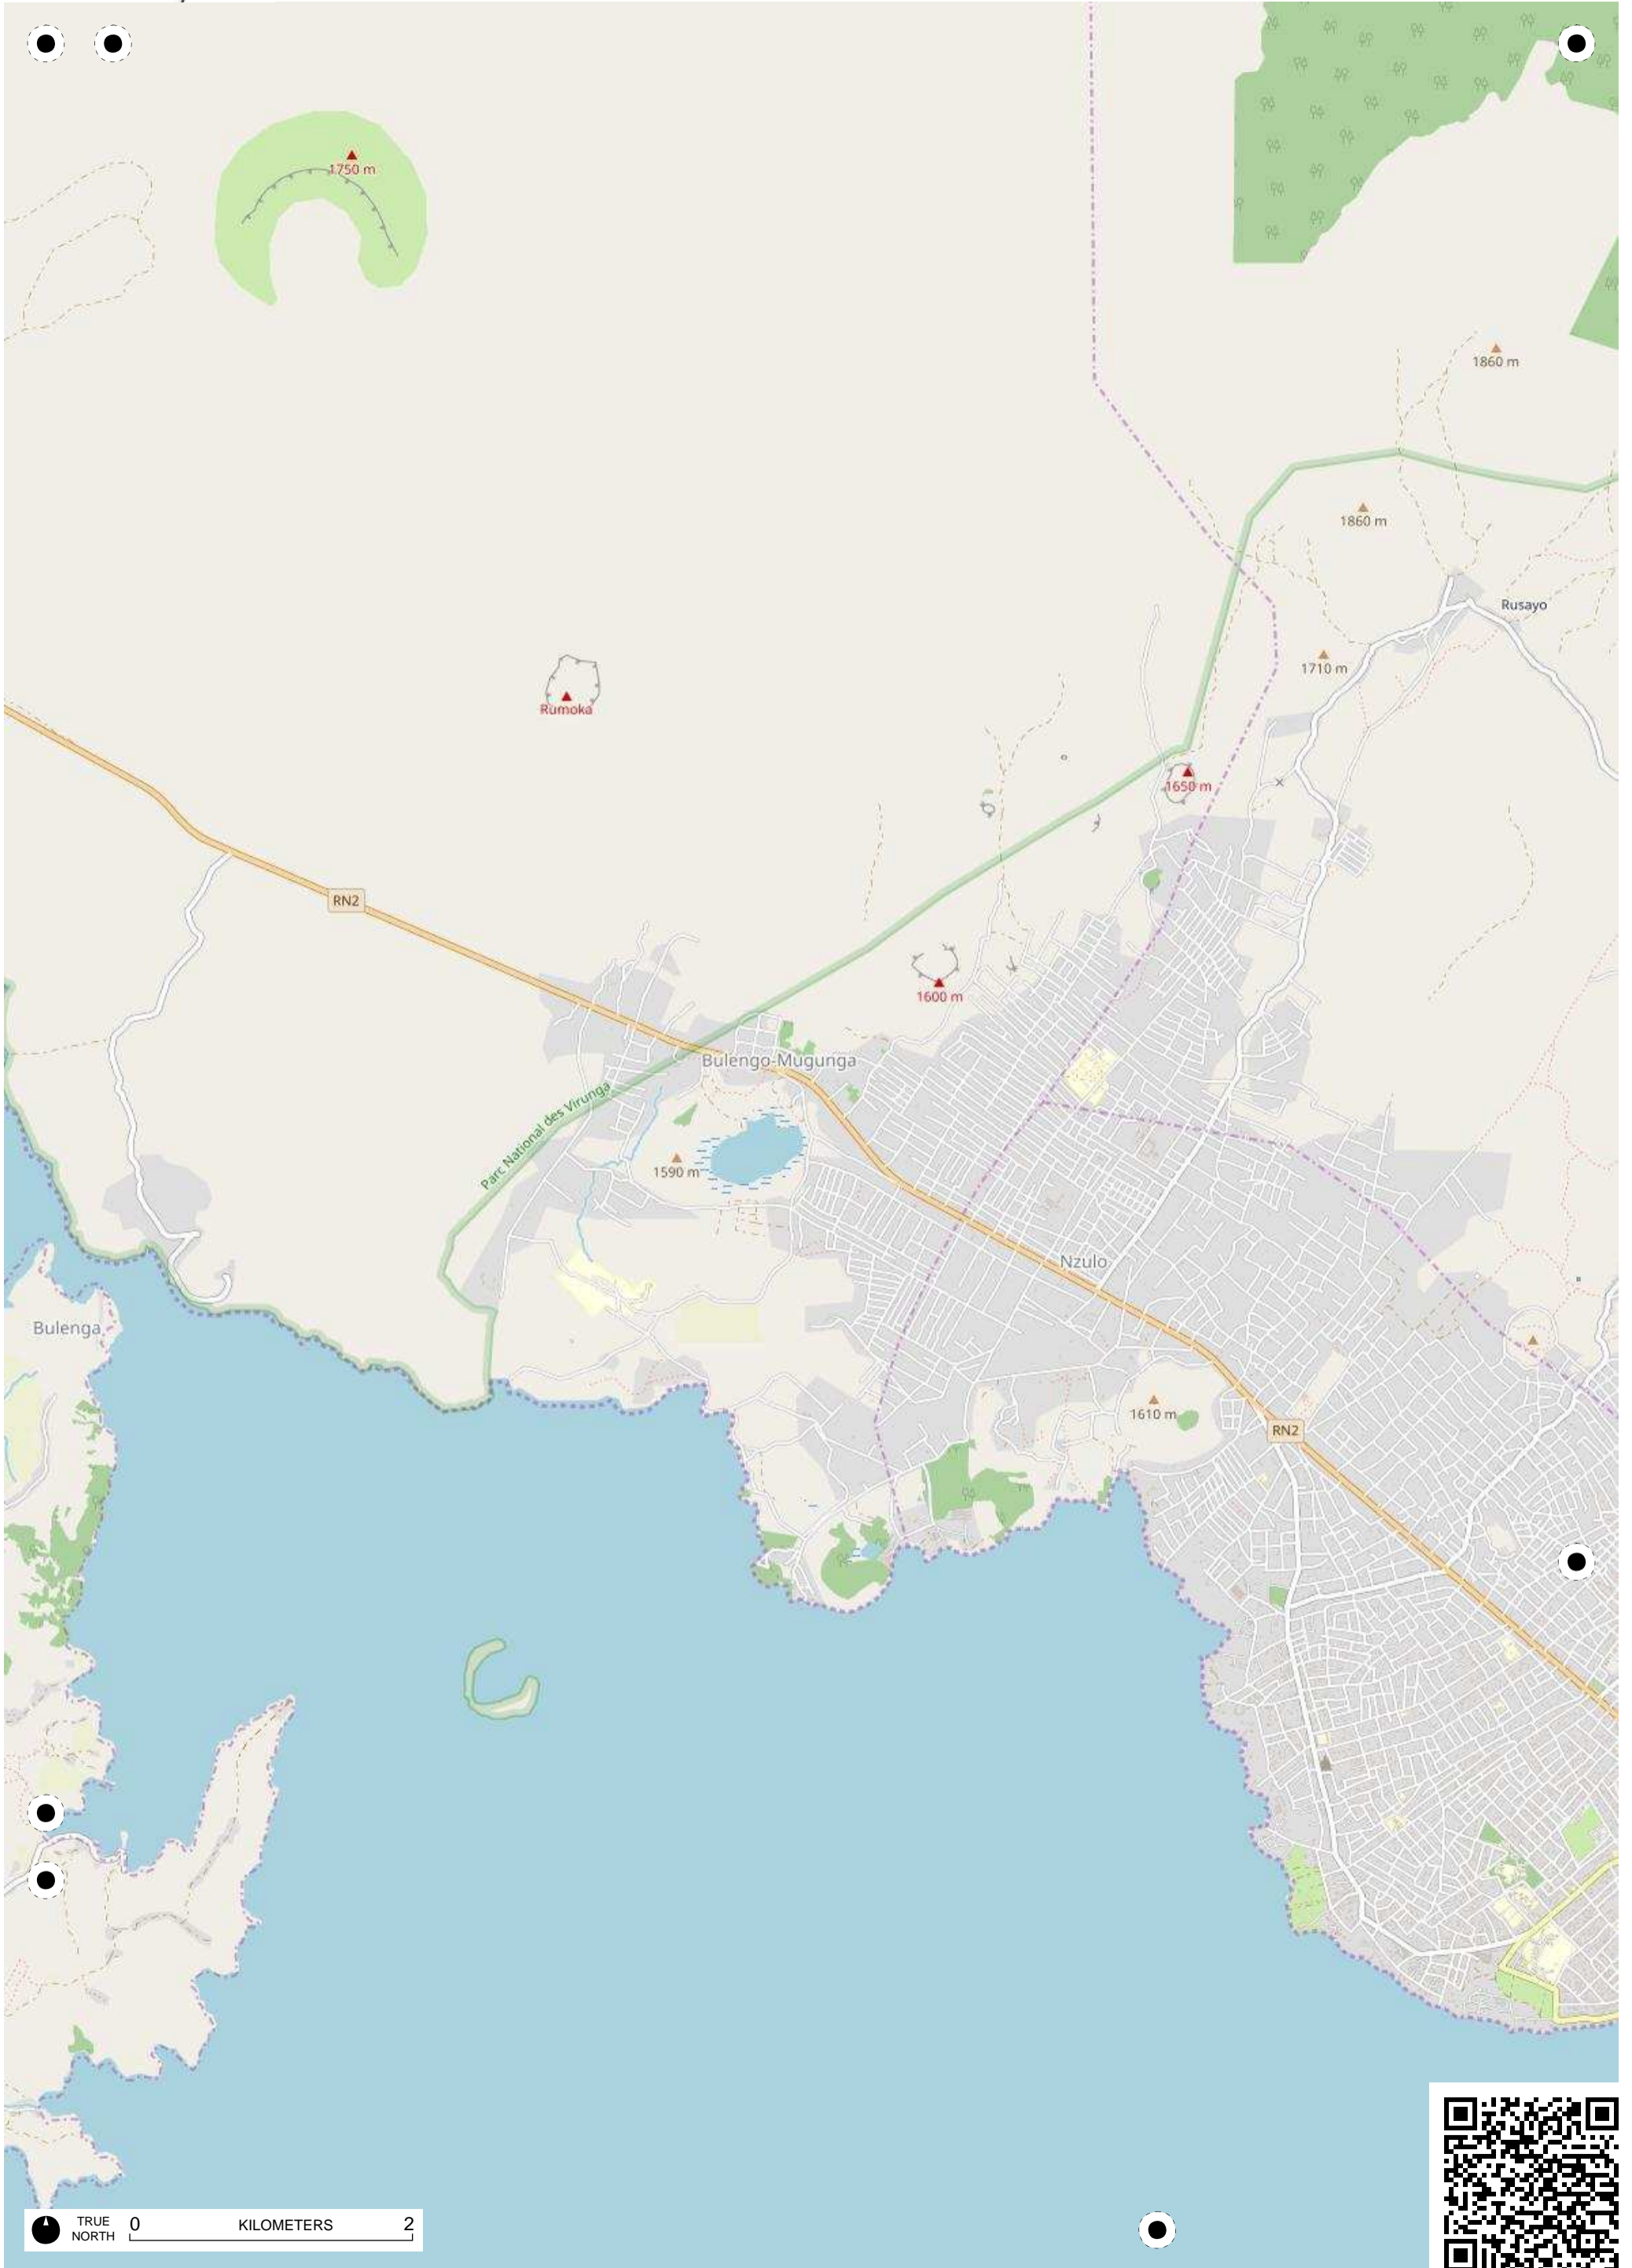 1750 m
1860 m
1860 m
Rusayo
1710 m
Rumoka
1650 m
RN2
1600 m
Bulengo-Mugunga
Parc National des Virunga
1590 m
Nzulo
Bulenga
1610 m
RN2
TRUE
NORTH
0 KILOMETERS 2